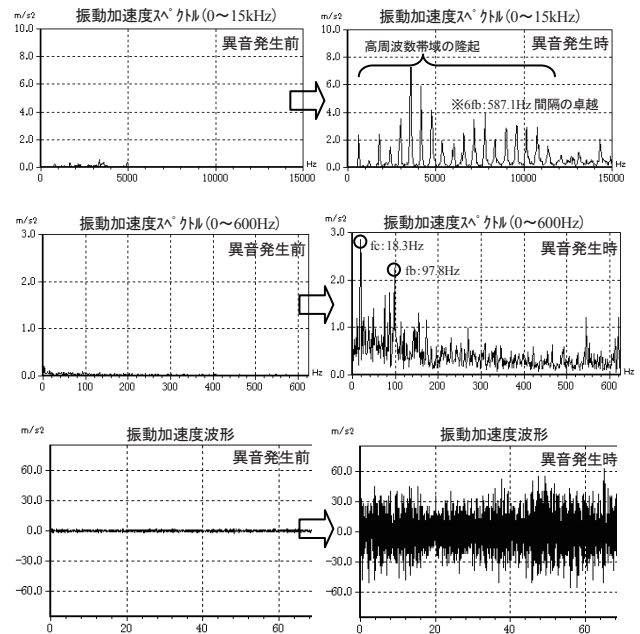 振動加速度スペクトル(0～15kHz)
m/s2
異音発生前
10.0
8.0
6.0
4.0
2.0
0.0
0 5000 10000 15000
Hz
振動加速度スペクトル(0～15kHz)
m/s2
異音発生時
高周波数帯域の隆起
※6fb:587.1Hz 間隔の卓越
10.0
8.0
6.0
4.0
2.0
0.0
0 5000 10000 15000
Hz
振動加速度スペクトル(0～600Hz)
m/s2
異音発生前
3.0
2.0
1.0
0.0
0 100 200 300 400 500 600
Hz
振動加速度スペクトル(0～600Hz)
m/s2
異音発生時
fc:18.3Hz
fb:97.8Hz
3.0
2.0
1.0
0.0
0 100 200 300 400 500 600
Hz
振動加速度波形
m/s2
異音発生前
60.0
30.0
0.0
-30.0
-60.0
0 20 40 60
振動加速度波形
m/s2
異音発生時
60.0
30.0
0.0
-30.0
-60.0
0 20 40 60